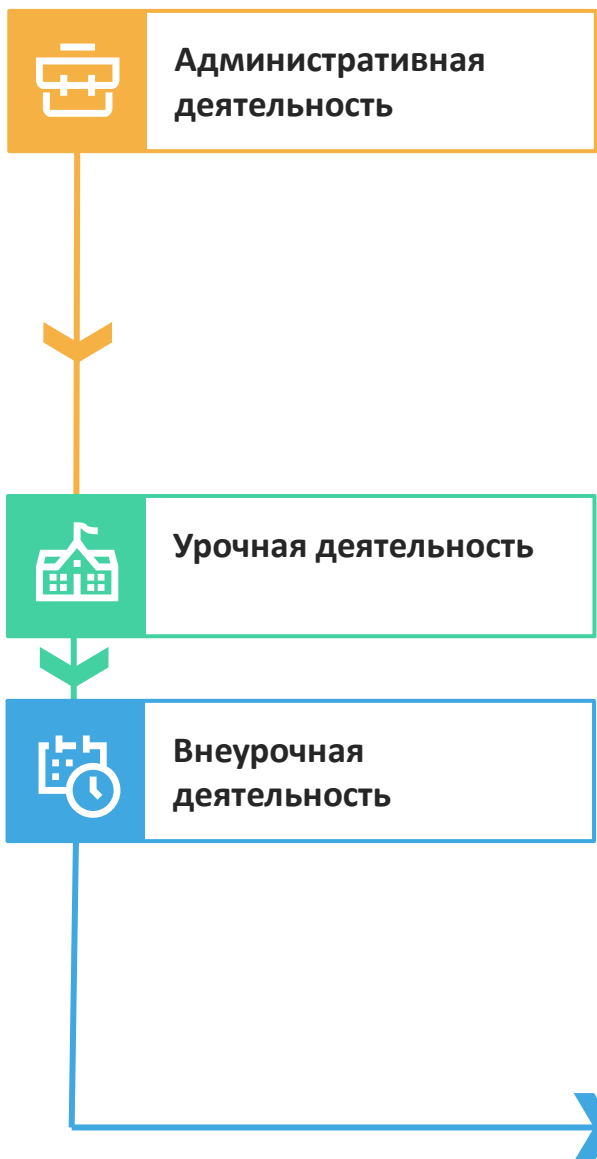 Административная
деятельность
Урочная деятельность
Внеурочная
деятельность